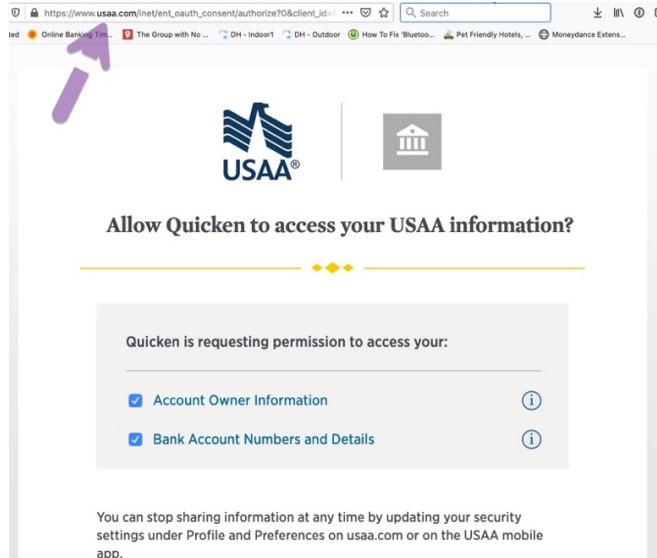 https://www.usaa.com/inet/ent_oauth_consent/authorize?0&client_id= ••• Search
Online Banking Tim... The Group with No ... DH - Indoor1 DH - Outdoor How To Fix 'Bluetoo... Pet Friendly Hotels, ... Moneydance Extens...
USAA®
Allow Quicken to access your USAA information?
Quicken is requesting permission to access your:
Account Owner Information
Bank Account Numbers and Details
You can stop sharing information at any time by updating your security
settings under Profile and Preferences on usaa.com or on the USAA mobile
app.